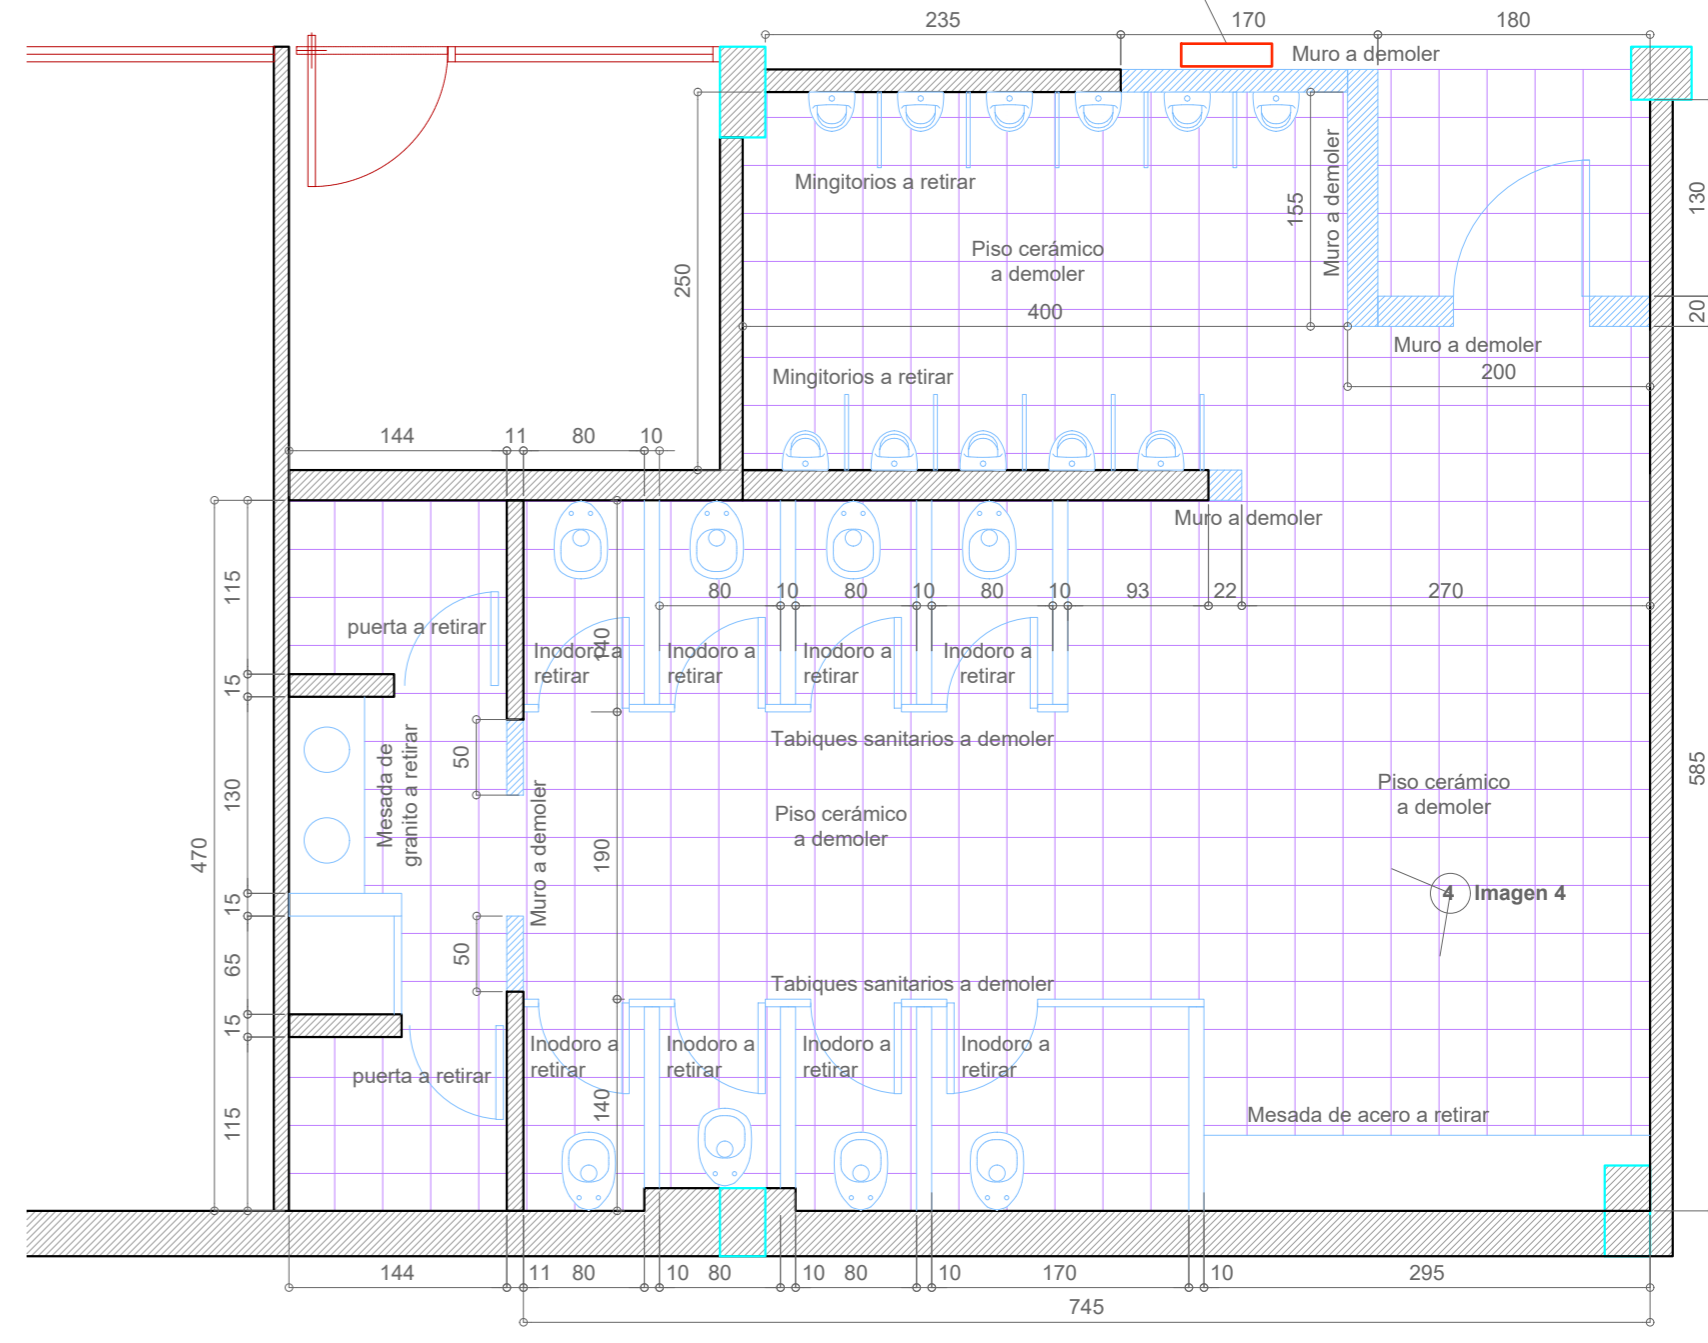 235
170
180
Muro a demoler
Mingitorios a retirar
Muro a demoler
155
130
250
Piso cerámico
a demoler
400
20
Muro a demoler
200
Mingitorios a retirar
144
11
80
10
Muro a demoler
115
80
10
80
10
80
10
93
22
270
puerta a retirar
140
Inodoro a
retirar
Inodoro a
retirar
Inodoro a
retirar
Inodoro a
retirar
15
Tabiques sanitarios a demoler
50
Mesada de
granito a retirar
130
Muro a demoler
Piso cerámico
a demoler
Piso cerámico
a demoler
585
470
190
4
Imagen 4
15
50
65
Tabiques sanitarios a demoler
15
Inodoro a
retirar
Inodoro a
retirar
Inodoro a
retirar
Inodoro a
retirar
puerta a retirar
140
115
Mesada de acero a retirar
144
11
80
10
80
10
80
10
170
10
295
745